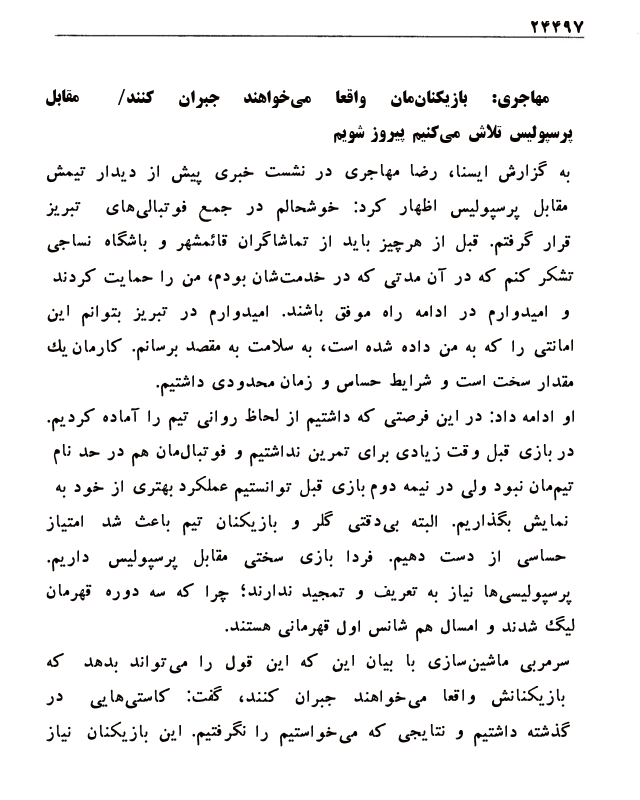 ۲۴۴۹۷
مهاجری: بازیکنان‌مان واقعا می‌خواهند جبران کنند/ مقابل
پرسپولیس تلاش می‌کنیم پیروز شویم
به گزارش ایسنا، رضا مهاجری در نشست خبری پیش از دیدار تیمش
مقابل پرسپولیس اظهار کرد: خوشحالم در جمع فوتبالی‌های تبریز
قرار گرفتم. قبل از هرچیز باید از تماشاگران قائمشهر و باشگاه نساجی
تشکر کنم که در آن مدتی که در خدمت‌شان بودم، من را حمایت کردند
و امیدوارم در ادامه راه موفق باشند. امیدوارم در تبریز بتوانم این
امانتی را که به من داده شده است، به سلامت به مقصد برسانم. کارمان یك
مقدار سخت است و شرایط حساس و زمان محدودی داشتیم.
او ادامه داد: در این فرصتی که داشتیم از لحاظ روانی تیم را آماده کردیم.
در بازی قبل وقت زیادی برای تمرین نداشتیم و فوتبال‌مان هم در حد نام
تیم‌مان نبود ولی در نیمه دوم بازی قبل توانستیم عملکرد بهتری از خود به
نمایش بگذاریم. البته بی‌دقتی گلر و بازیکنان تیم باعث شد امتیاز
حساسی از دست دهیم. فردا بازی سختی مقابل پرسپولیس داریم.
پرسپولیسی‌ها نیاز به تعریف و تمجید ندارند؛ چرا که سه دوره قهرمان
لیگ شدند و امسال هم شانس اول قهرمانی هستند.
سرمربی ماشین‌سازی با بیان این که این قول را می‌تواند بدهد که
بازیکنانش واقعا می‌خواهند جبران کنند، گفت: کاستی‌هایی در
گذشته داشتیم و نتایجی که می‌خواستیم را نگرفتیم. این بازیکنان نیاز